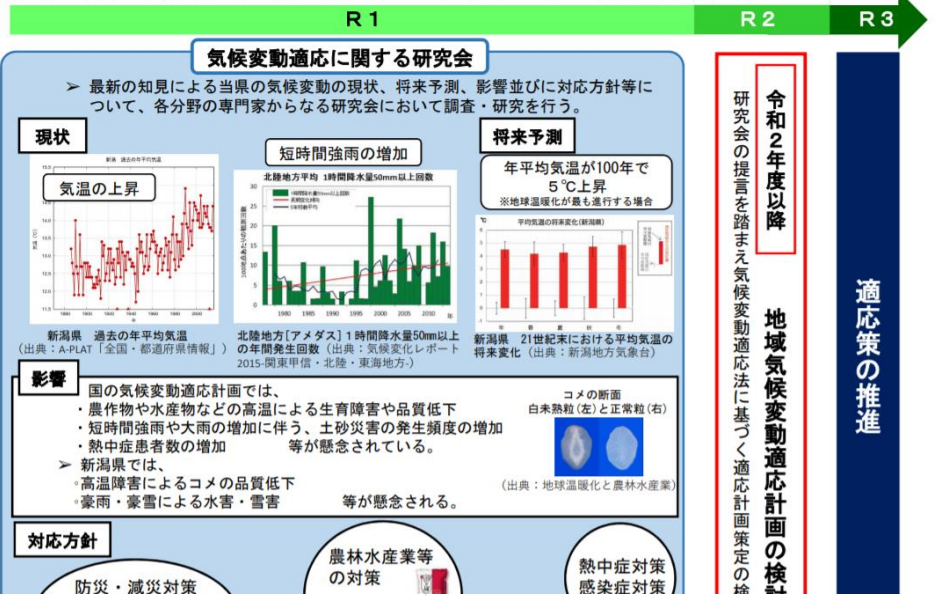 R1
R2
R3
気候変動適応に関する研究会
➢ 最新の知見による当県の気候変動の現状、将来予測、影響並びに対応方針等に
ついて、各分野の専門家からなる研究会において調査・研究を行う。
現状
気温の上昇
新潟県 過去の年平均気温
(出典：A-PLAT「全国・都道府県情報」)
短時間強雨の増加
北陸地方平均 1時間降水量50mm以上回数
30
25
20
15
10
5
0
1980 1985 1990 1995 2000 2005 2010 年
北陸地方[アメダス]１時間降水量50mm以上
の年間発生回数（出典：気候変化レポート
2015-関東甲信・北陸・東海地方-）
将来予測
年平均気温が100年で
５℃上昇
※地球温暖化が最も進行する場合
平均気温の将来変化(新潟県)
新潟県 21世紀末における平均気温の
将来変化（出典：新潟地方気象台）
影響
国の気候変動適応計画では、
・農作物や水産物などの高温による生育障害や品質低下
・短時間強雨や大雨の増加に伴う、土砂災害の発生頻度の増加
・熱中症患者数の増加 等が懸念されている。
➢ 新潟県では、
◦高温障害によるコメの品質低下
◦豪雨・豪雪による水害・雪害 等が懸念される。
コメの断面
白未熟粒(左)と正常粒(右)
（出典：地球温暖化と農林水産業）
対応方針
防災・減災対策
農林水産業等
の対策
熱中症対策
感染症対策
令和２年度以降
地域気候変動適応計画の検討
研究会の提言を踏まえ気候変動適応法に基づく適応計画策定の検
適応策の推進